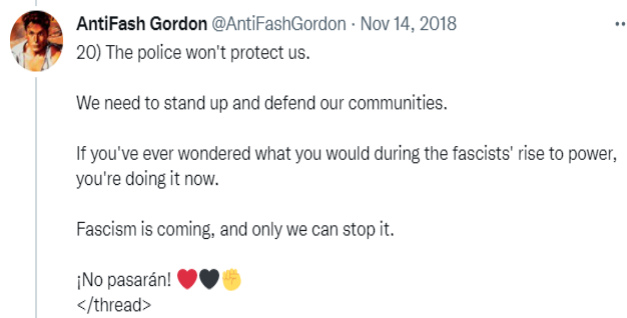 AntiFash Gordon @AntiFashGordon · Nov 14, 2018
20) The police won't protect us.
We need to stand up and defend our communities.
If you've ever wondered what you would during the fascists' rise to power,
you're doing it now.
Fascism is coming, and only we can stop it.
¡No pasarán! ❤️🖤✊
</thread>